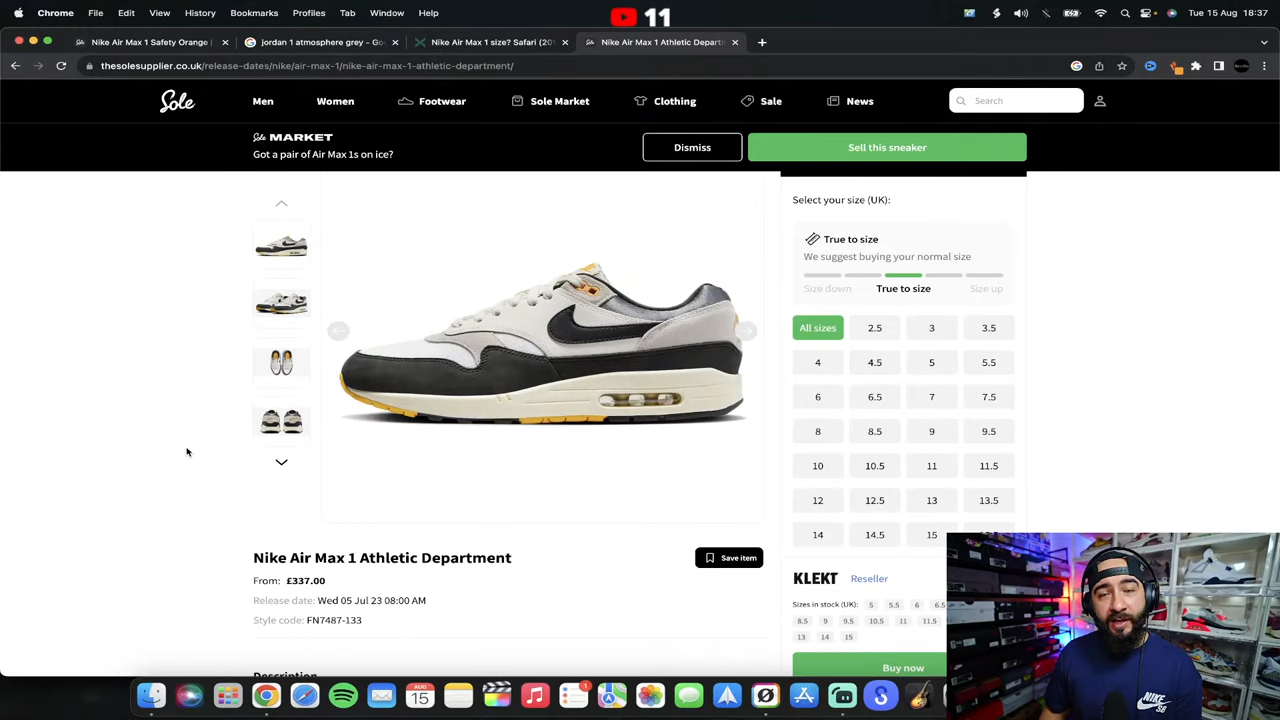 Chrome File Edit View History Bookmarks Profiles Tab Window Help
11
Tue 15 Aug 18:37
Nike Air Max 1 Safety Orange
jordan 1 atmosphere grey - Go
Nike Air Max 1 size? Safari (201
Nike Air Max 1 Athletic Departm
thesolesupplier.co.uk/release-dates/nike/air-max-1/nike-air-max-1-athletic-department/
Sole
Men Women Footwear Sole Market Clothing Sale News
Search
Sole MARKET
Got a pair of Air Max 1s on ice?
Dismiss
Sell this sneaker
Select your size (UK):
True to size
We suggest buying your normal size
Size down True to size Size up
All sizes 2.5 3 3.5
4 4.5 5 5.5
6 6.5 7 7.5
8 8.5 9 9.5
10 10.5 11 11.5
12 12.5 13 13.5
14 14.5 15
Nike Air Max 1 Athletic Department
Save item
From: £337.00
Release date: Wed 05 Jul 23 08:00 AM
Style code: FN7487-133
Description
KLEKT Reseller
Sizes in stock (UK): 5 5.5 6 6.5
8.5 9 9.5 10.5 11 11.5
13 14 15
Buy now
AUG
15
1
NIKE